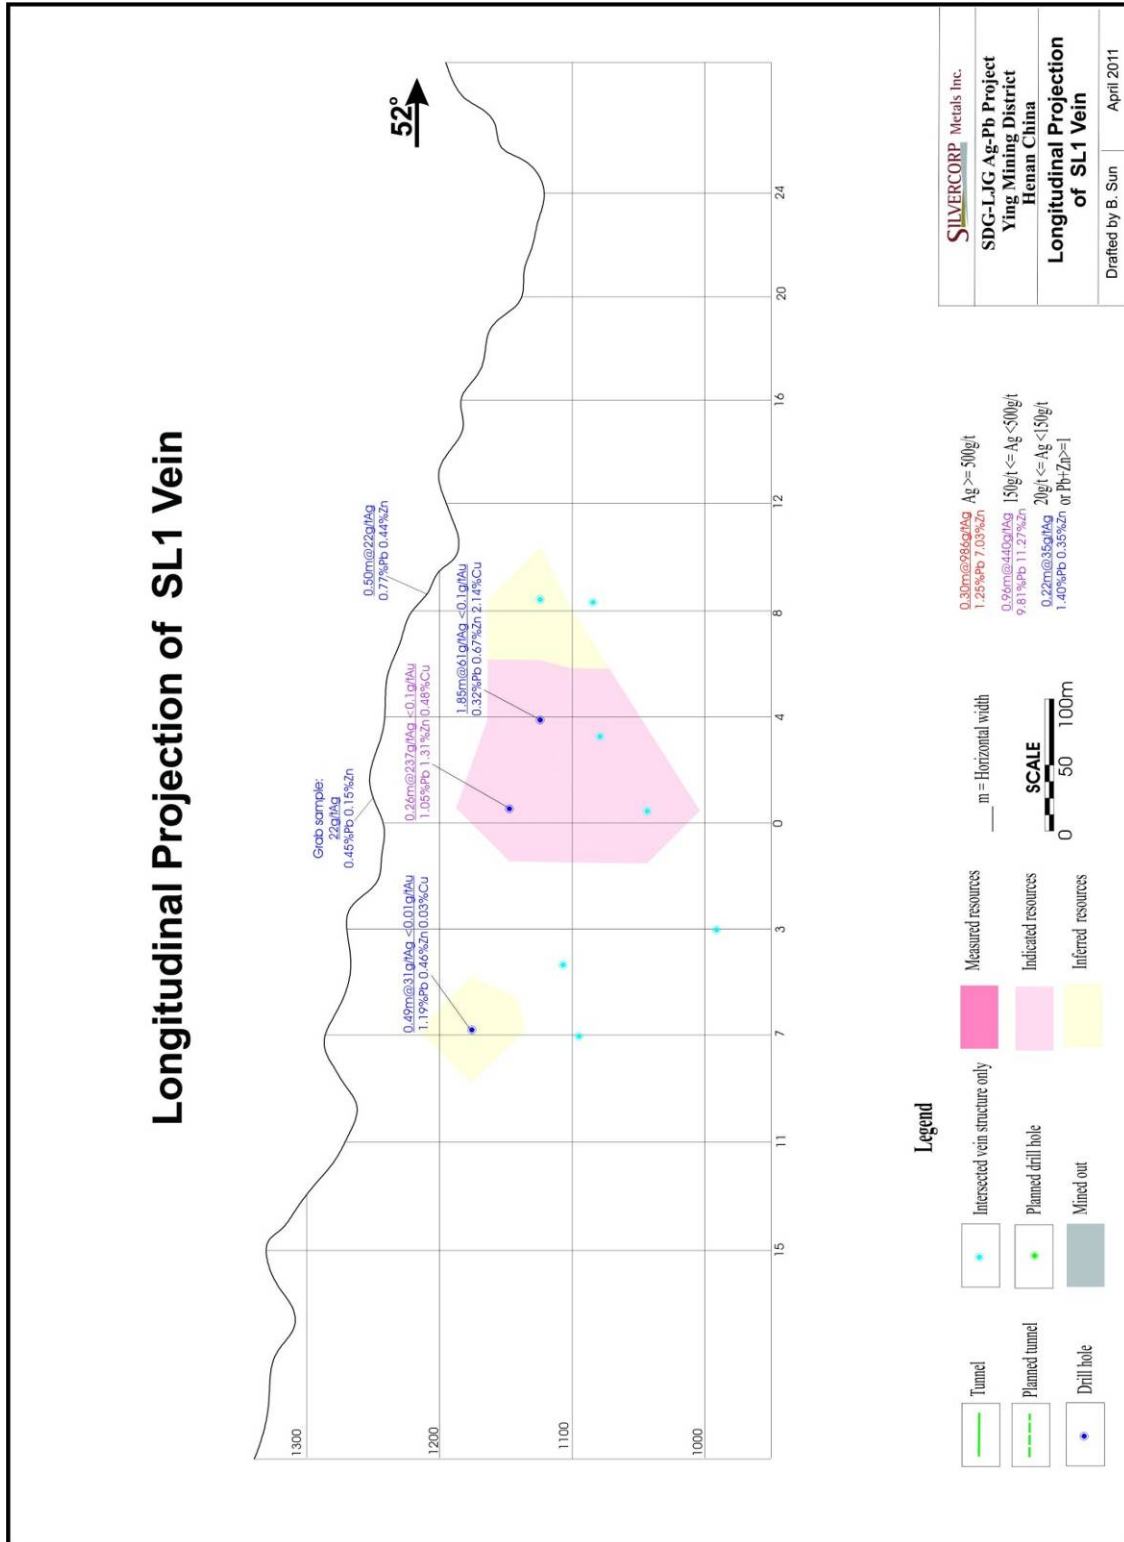 Longitudinal Projection of SL1 Vein
52°
Grab sample:
22g/tAg
0.45%Pb 0.15%Zn
0.50m@22g/tAg
0.77%Pb 0.44%Zn
0.49m@31g/tAg <0.01g/tAu
1.19%Pb 0.46%Zn 0.03%Cu
0.26m@237g/tAg <0.1g/tAu
1.05%Pb 1.31%Zn 0.48%Cu
1.85m@61g/tAg <0.1g/tAu
0.32%Pb 0.67%Zn 2.14%Cu
1300
1200
1100
1000
15
11
7
3
0
4
8
12
16
20
24
Legend
Tunnel
Planned tunnel
Drill hole
Intersected vein structure only
Planned drill hole
Mined out
Measured resources
Indicated resources
Inferred resources
m = Horizontal width
SCALE
0 50 100m
0.30m@986g/tAg Ag >= 500g/t
1.25%Pb 7.03%Zn
0.96m@440g/tAg 150g/t <= Ag <500g/t
9.81%Pb 11.27%Zn
0.22m@35g/tAg 20g/t <= Ag <150g/t
1.40%Pb 0.35%Zn or Pb+Zn>=1
SILVERCORP Metals Inc.
SDG-LJG Ag-Pb Project
Ying Mining District
Henan China
Longitudinal Projection
of SL1 Vein
Drafted by B. Sun April 2011